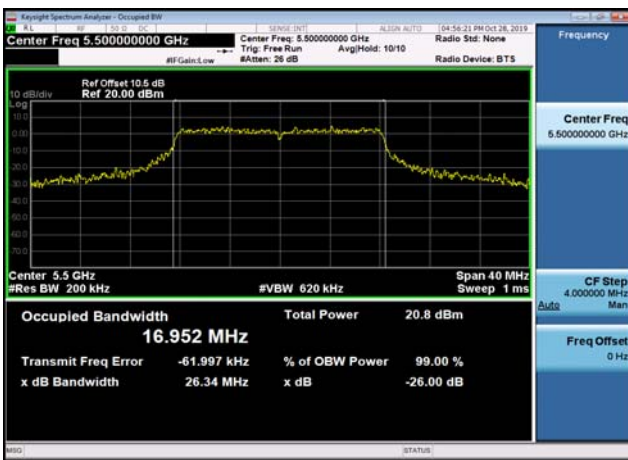 Keysight Spectrum Analyzer - Occupied BW
RL RF 50 Ω DC SENSE:INT ALIGN AUTO 04:56:21 PM Oct 28, 2019
Center Freq 5.500000000 GHz Center Freq: 5.500000000 GHz Radio Std: None Frequency
Trig: Free Run Avg|Hold: 10/10
#IFGain:Low #Atten: 26 dB Radio Device: BTS
Ref Offset 10.5 dB
10 dB/div Ref 20.00 dBm
Log
10.0
0.00
Center Freq
5.500000000 GHz
Center 5.5 GHz Span 40 MHz
#Res BW 200 kHz #VBW 620 kHz Sweep 1 ms
CF Step
4.000000 MHz
Auto Man
Occupied Bandwidth Total Power 20.8 dBm
16.952 MHz
Freq Offset
0 Hz
Transmit Freq Error -61.997 kHz % of OBW Power 99.00 %
x dB Bandwidth 26.34 MHz x dB -26.00 dB
MSG STATUS